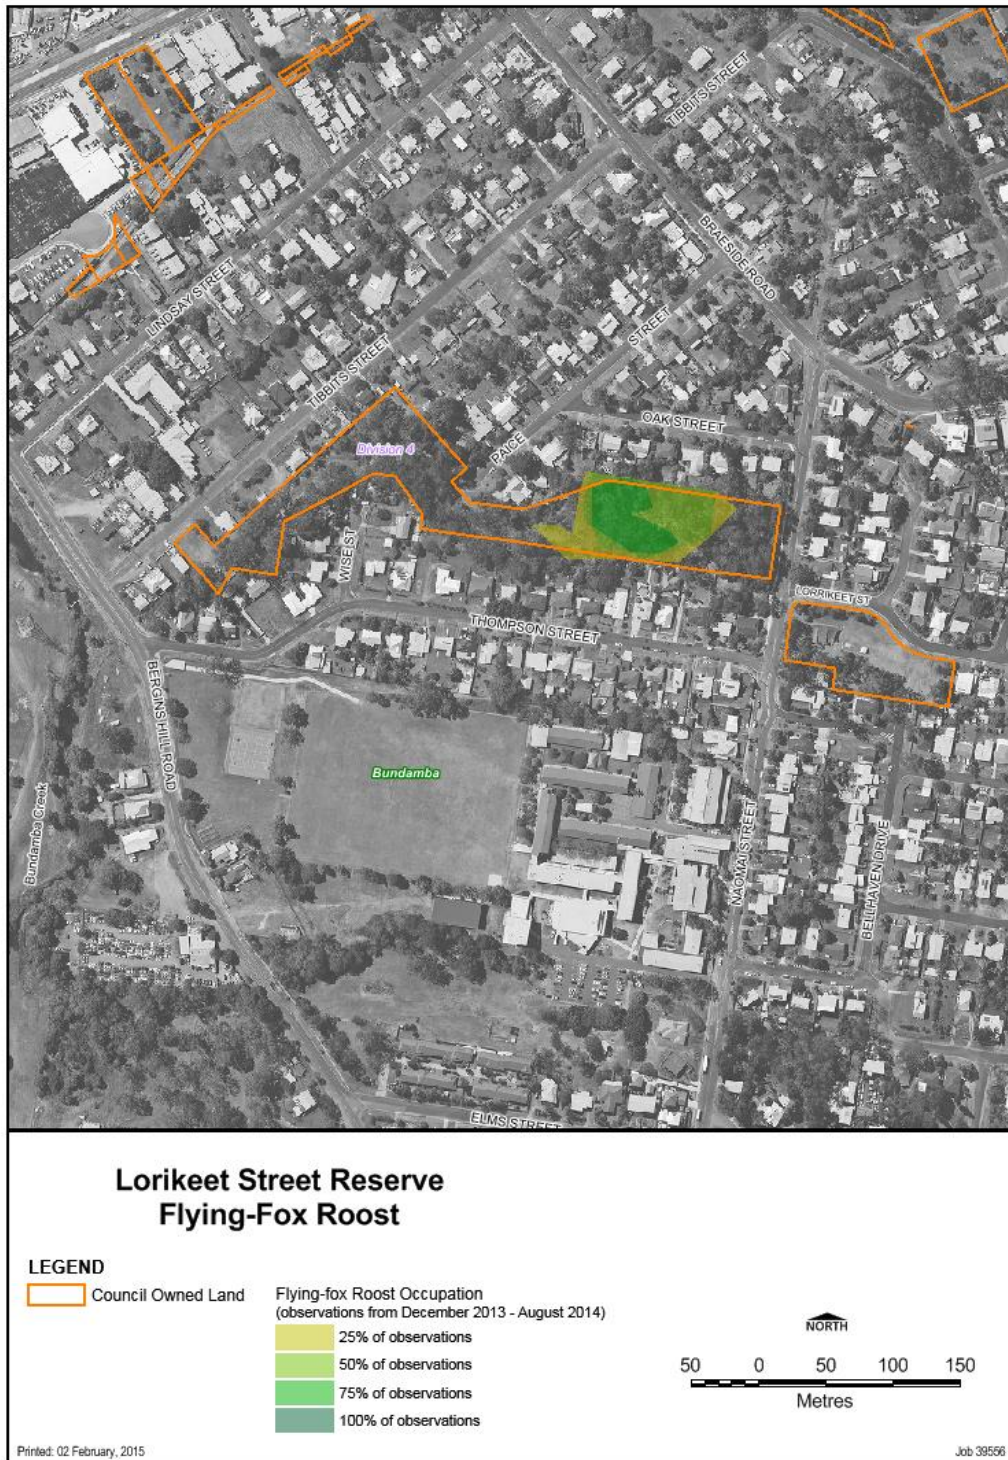 TIBBITS STREET
BRAESIDE ROAD
LINDSAY STREET
TIBBITS STREET
STREET
PAICE
OAK STREET
Division 4
WISE ST
LORRIKEET ST
THOMPSON STREET
BERGINS HILL ROAD
Bundamba
Bundamba Creek
NAOMAI STREET
BELLHAVEN DRIVE
ELMS STREET
Lorikeet Street Reserve
Flying-Fox Roost
LEGEND
Council Owned Land
Flying-fox Roost Occupation
(observations from December 2013 - August 2014)
25% of observations
50% of observations
75% of observations
100% of observations
NORTH
50 0 50 100 150
Metres
Printed: 02 February, 2015
Job 39556